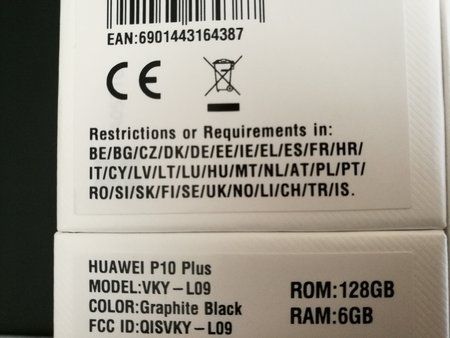 EAN:6901443164387
CE
Restrictions or Requirements in:
BE/BG/CZ/DK/DE/EE/IE/EL/ES/FR/HR/
IT/CY/LV/LT/LU/HU/MT/NL/AT/PL/PT/
RO/SI/SK/FI/SE/UK/NO/LI/CH/TR/IS.
HUAWEI P10 Plus
MODEL:VKY-L09
COLOR:Graphite Black
FCC ID:QISVKY-L09
ROM:128GB
RAM:6GB